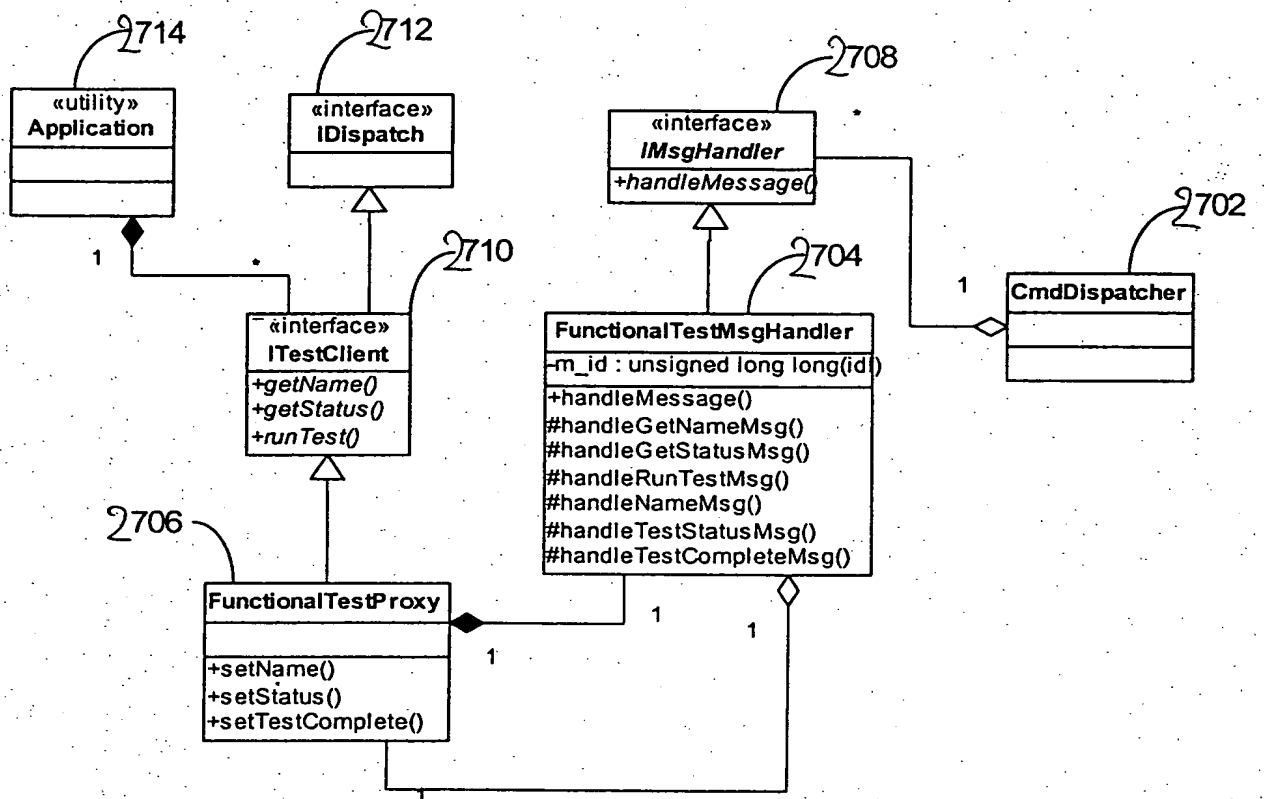 2714
«utility»
Application
2712
«interface»
IDispatch
2708
«interface»
IMsgHandler
+handleMessage()
*
2702
CmdDispatcher
1
1
*
2710
«interface»
ITestClient
+getName()
+getStatus()
+runTest()
2704
FunctionalTestMsgHandler
-m_id : unsigned long long(idl)
+handleMessage()
#handleGetNameMsg()
#handleGetStatusMsg()
#handleRunTestMsg()
#handleNameMsg()
#handleTestStatusMsg()
#handleTestCompleteMsg()
2706
FunctionalTestProxy
+setName()
+setStatus()
+setTestComplete()
1
1
1
1